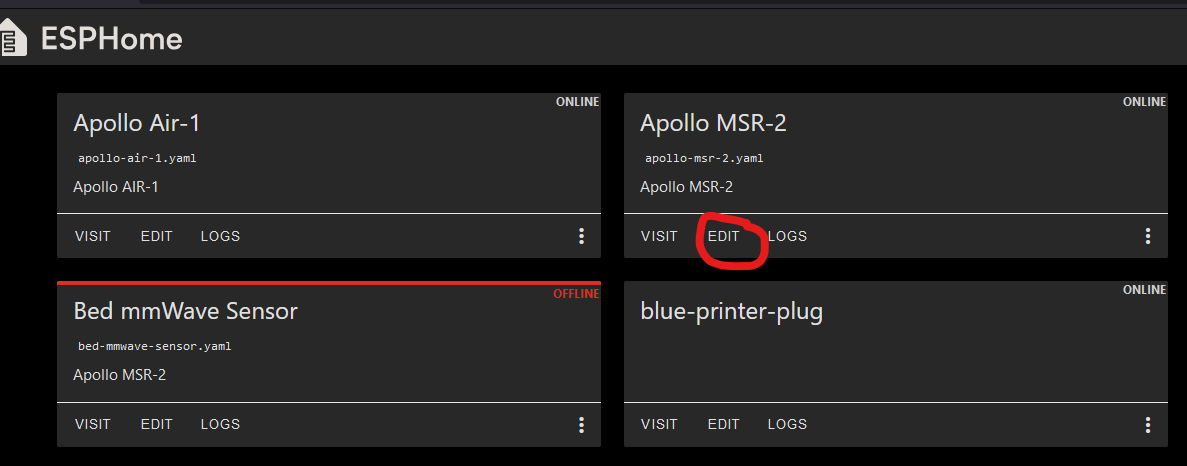 ESPHome
ONLINE
Apollo Air-1
apollo-air-1.yaml
Apollo AIR-1
VISIT EDIT LOGS
ONLINE
Apollo MSR-2
apollo-msr-2.yaml
Apollo MSR-2
VISIT EDIT LOGS
OFFLINE
Bed mmWave Sensor
bed-mmwave-sensor.yaml
Apollo MSR-2
VISIT EDIT LOGS
ONLINE
blue-printer-plug
VISIT EDIT LOGS